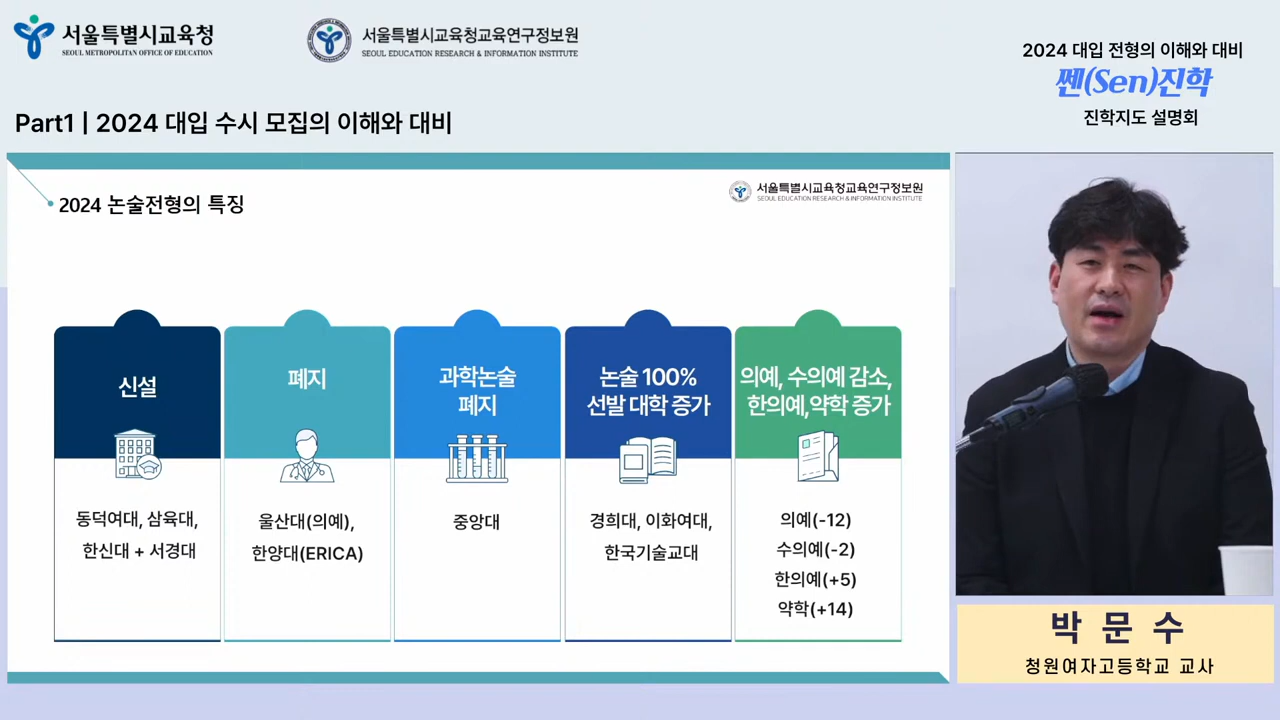 서울특별시교육청
SEOUL METROPOLITAN OFFICE OF EDUCATION
서울특별시교육청교육연구정보원
SEOUL EDUCATION RESEARCH & INFORMATION INSTITUTE
2024 대입 전형의 이해와 대비
쎈(Sen)진학
진학지도 설명회
Part1 | 2024 대입 수시 모집의 이해와 대비
2024 논술전형의 특징
서울특별시교육청교육연구정보원
SEOUL EDUCATION RESEARCH & INFORMATION INSTITUTE
신설
동덕여대, 삼육대,
한신대 + 서경대
폐지
울산대(의예),
한양대(ERICA)
과학논술
폐지
중앙대
논술 100%
선발 대학 증가
경희대, 이화여대,
한국기술교대
의예, 수의예 감소,
한의예,약학 증가
의예(-12)
수의예(-2)
한의예(+5)
약학(+14)
박 문 수
청원여자고등학교 교사